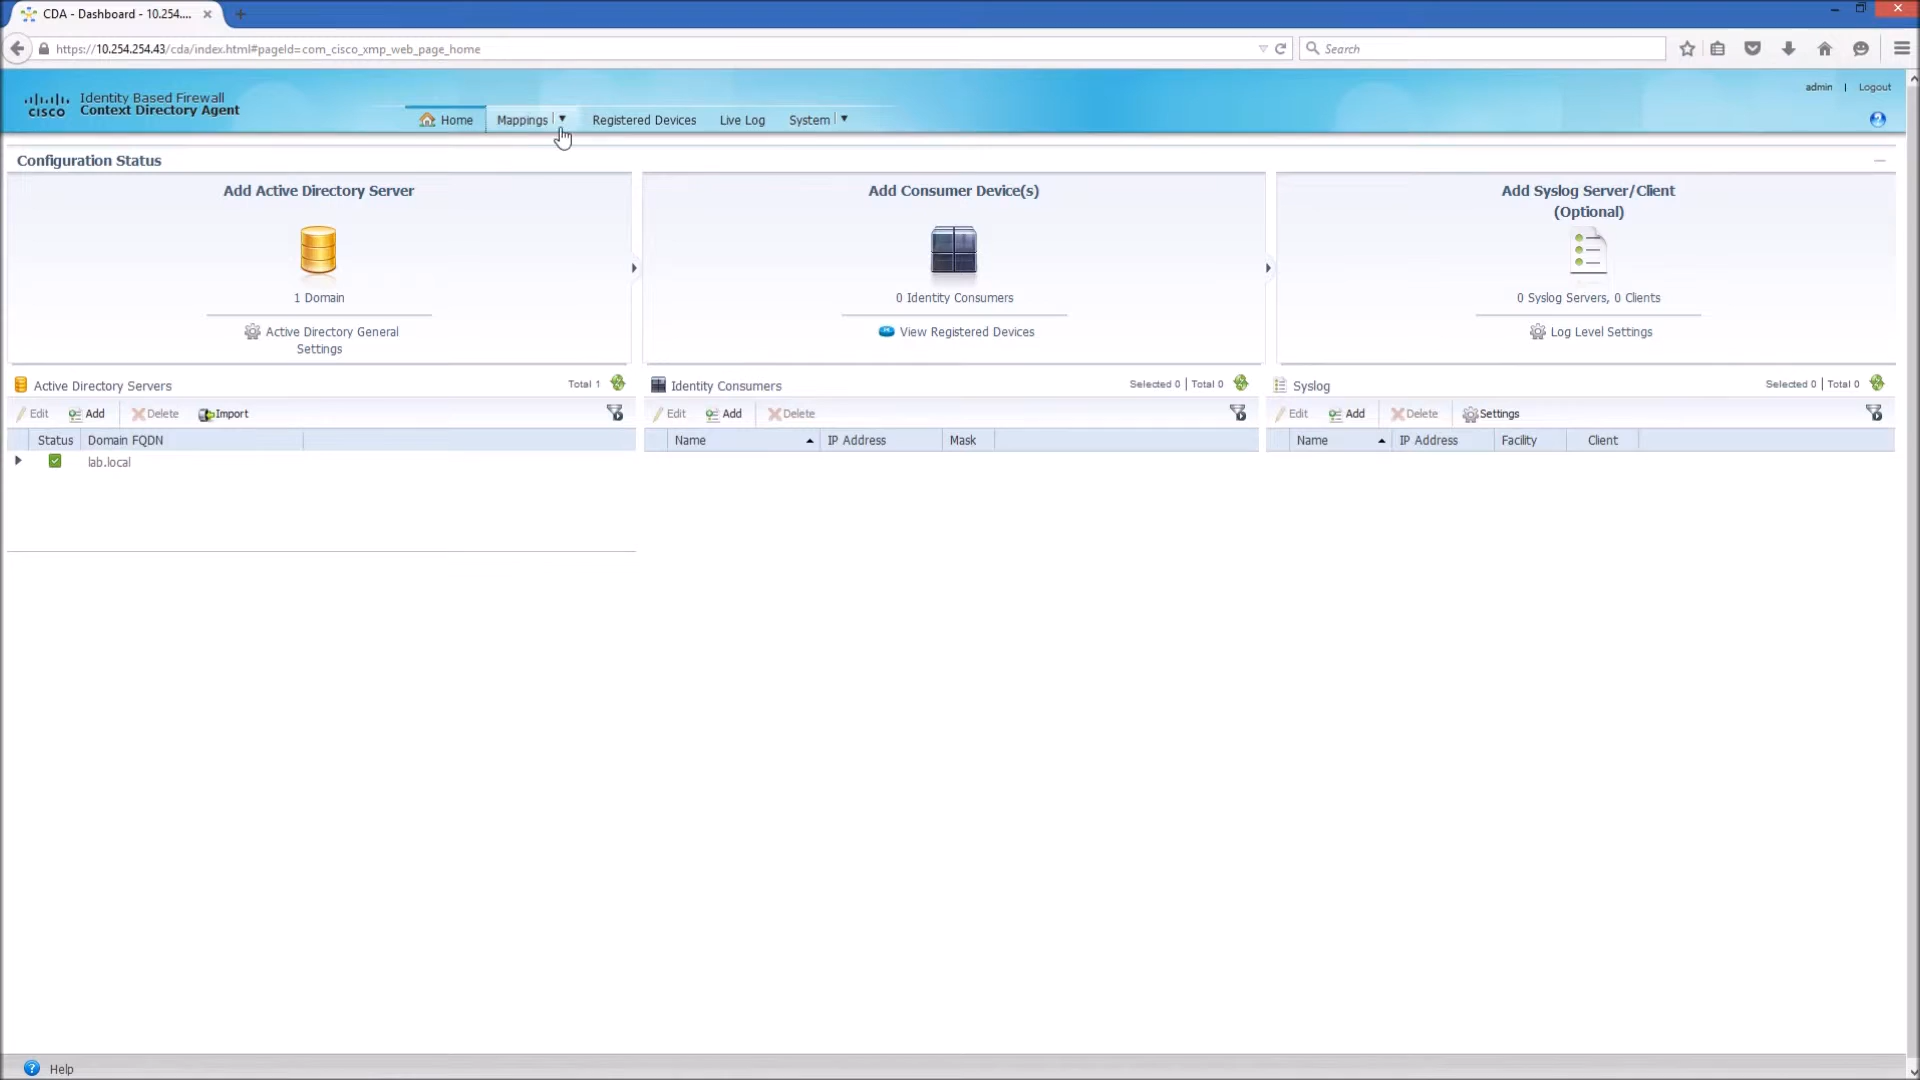 CDA - Dashboard - 10.254....
https://10.254.254.43/cda/index.html#pageId=com_cisco_xmp_web_page_home
Search
CISCO
Identity Based Firewall
Context Directory Agent
Home
Mappings
Registered Devices
Live Log
System
admin | Logout
Configuration Status
Add Active Directory Server
1 Domain
Active Directory General
Settings
Add Consumer Device(s)
0 Identity Consumers
View Registered Devices
Add Syslog Server/Client
(Optional)
0 Syslog Servers, 0 Clients
Log Level Settings
Active Directory Servers
Total 1
Edit Add Delete Import
Status Domain FQDN
lab.local
Identity Consumers
Selected 0 | Total 0
Edit Add Delete
Name IP Address Mask
Syslog
Selected 0 | Total 0
Edit Add Delete Settings
Name IP Address Facility Client
Help